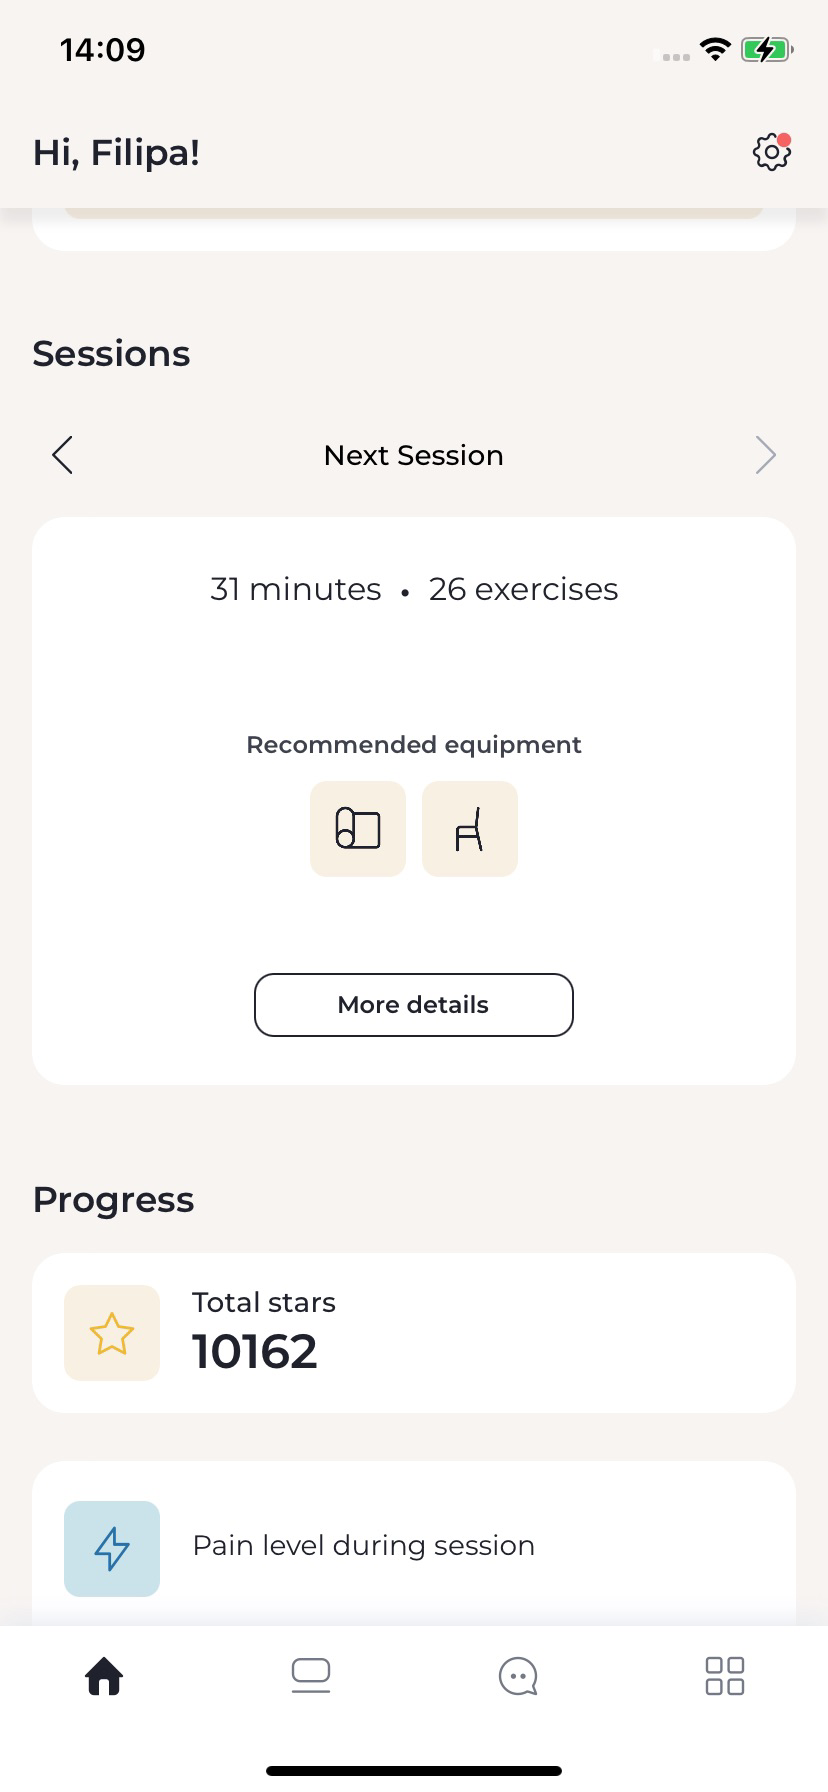 14:09
Hi, Filipa!
Sessions
Next Session
31 minutes • 26 exercises
Recommended equipment
More details
Progress
Total stars
10162
Pain level during session